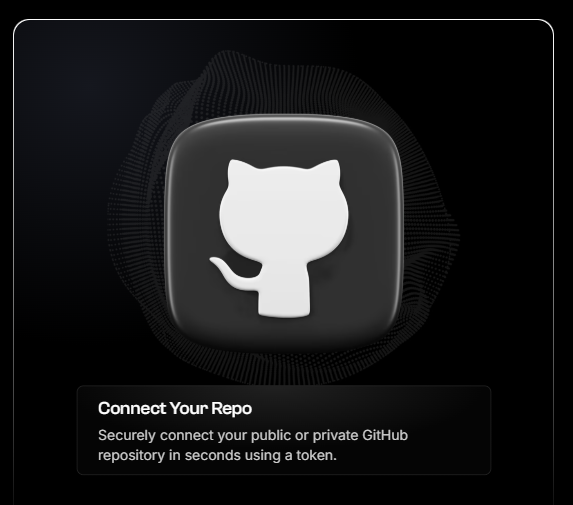 Connect Your Repo
Securely connect your public or private GitHub
repository in seconds using a token.